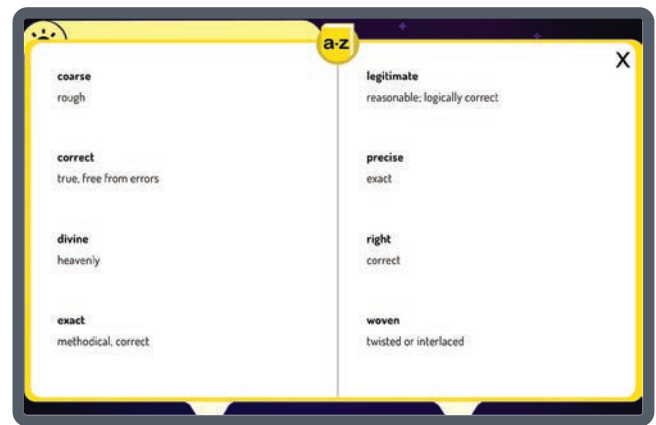 a-z
X
coarse
rough
correct
true, free from errors
divine
heavenly
exact
methodical, correct
legitimate
reasonable; logically correct
precise
exact
right
correct
woven
twisted or interlaced